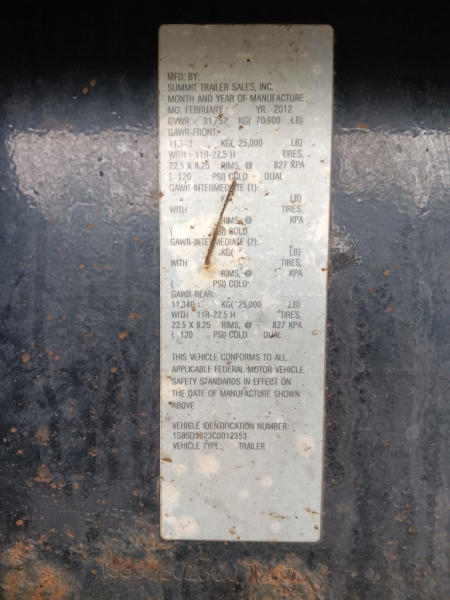 MFD: BY:
SUMMIT TRAILER SALES, INC.
MONTH AND YEAR OF MANUFACTURE:
MO. FEBRUARY YR. 2012
GVWR: 31,752 KG( 70,000 LB)
GAWR-FRONT:
11,340 KG( 25,000 LB)
WITH 11R-22.5 H TIRES,
22.5 X 8.25 RIMS, @ 827 KPA
( 120 PSI) COLD DUAL
GAWR-INTERMEDIATE (1):
KG( LB)
WITH TIRES,
RIMS, @ KPA
( PSI) COLD
GAWR-INTERMEDIATE (2):
KG( LB)
WITH TIRES,
RIMS, @ KPA
( PSI) COLD
GAWR-REAR:
11,340 KG( 25,000 LB)
WITH 11R-22.5 H TIRES,
22.5 X 8.25 RIMS, @ 827 KPA
( 120 PSI) COLD DUAL
THIS VEHICLE CONFORMS TO ALL
APPLICABLE FEDERAL MOTOR VEHICLE
SAFETY STANDARDS IN EFFECT ON
THE DATE OF MANUFACTURE SHOWN
ABOVE
VEHICLE IDENTIFICATION NUMBER:
1S8SD3023C0012353
VEHICLE TYPE: TRAILER